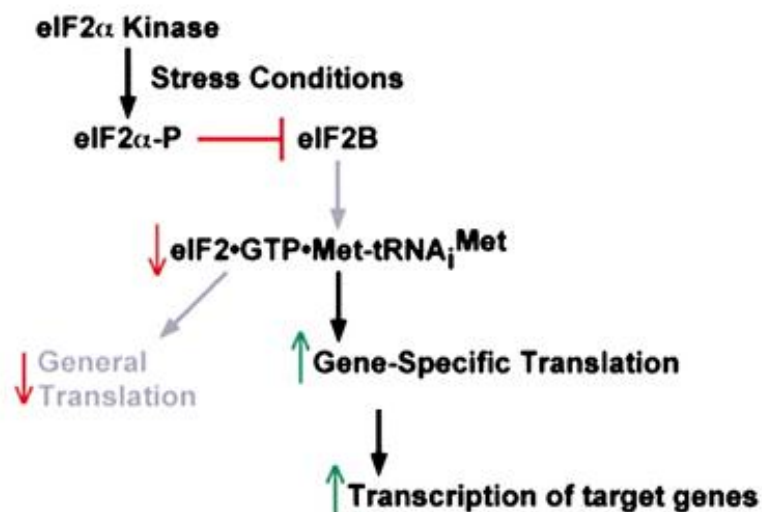 eIF2α Kinase
Stress Conditions
eIF2α-P eIF2B
eIF2•GTP•Met-tRNAiMet
General
Translation
Gene-Specific Translation
Transcription of target genes